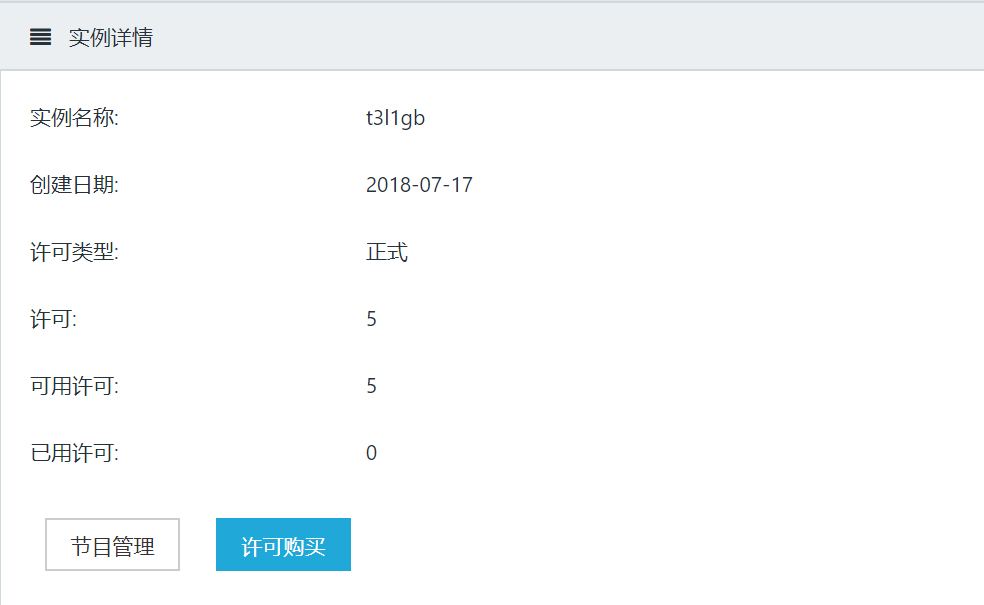 实例详情
实例名称: t3l1gb
创建日期: 2018-07-17
许可类型: 正式
许可: 5
可用许可: 5
已用许可: 0
节目管理 许可购买